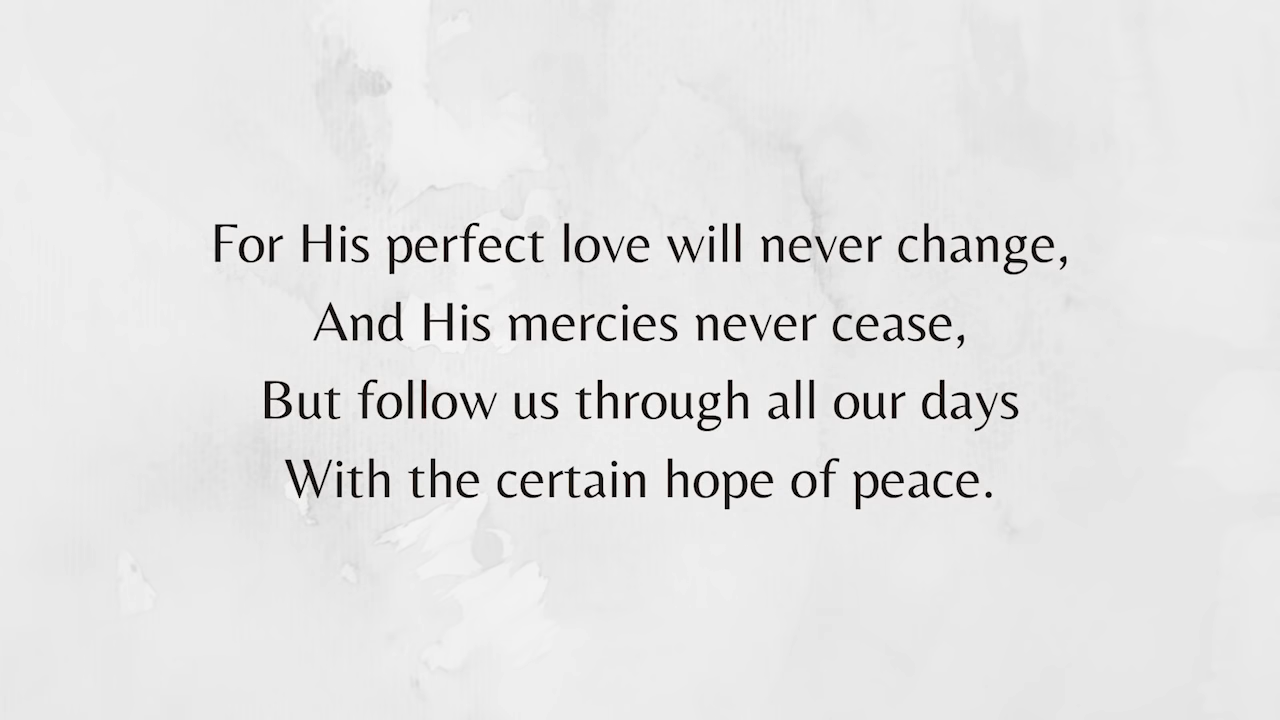 For His perfect love will never change,
And His mercies never cease,
But follow us through all our days
With the certain hope of peace.